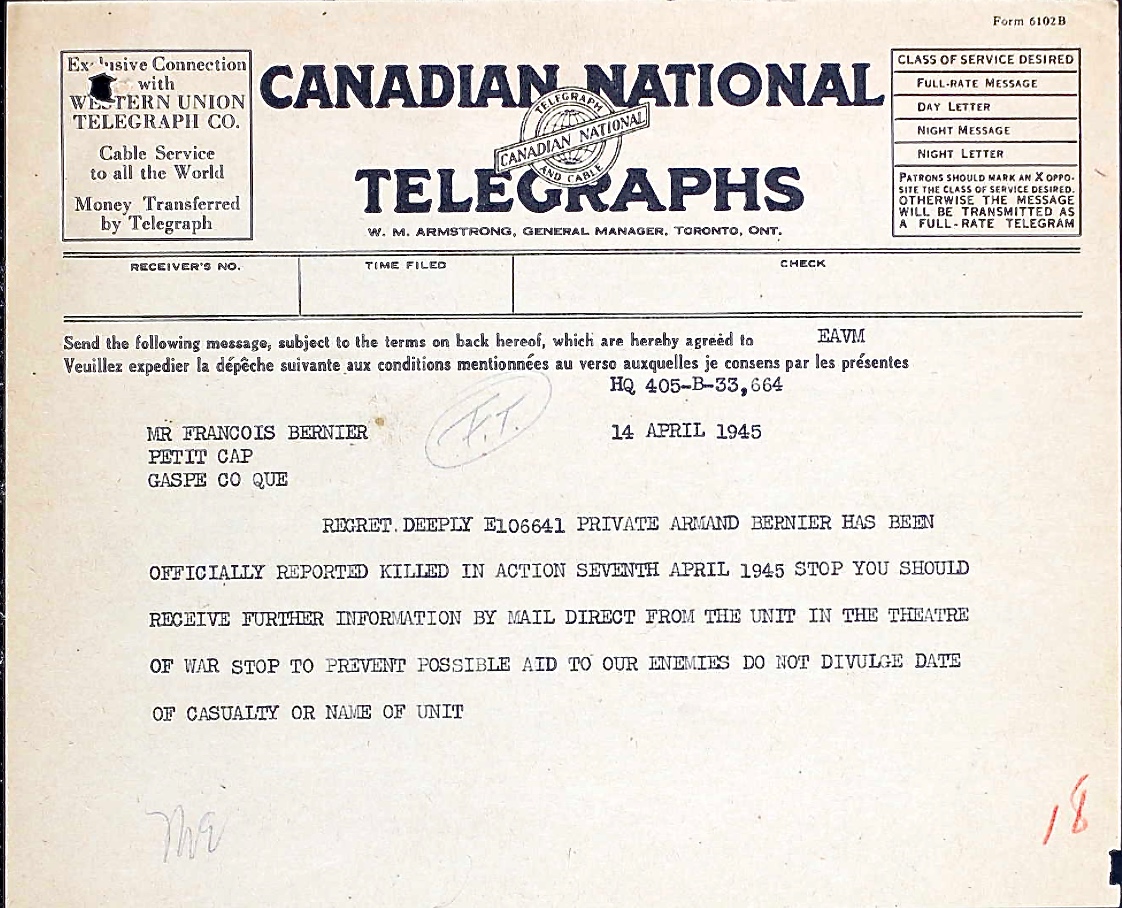 Form 6102B
Exclusive Connection
with
WESTERN UNION
TELEGRAPH CO.
Cable Service
to all the World
Money Transferred
by Telegraph
CANADIAN NATIONAL
TELEGRAPH
CANADIAN NATIONAL
AND CABLE
TELEGRAPHS
W. M. ARMSTRONG, GENERAL MANAGER, TORONTO, ONT.
CLASS OF SERVICE DESIRED
FULL-RATE MESSAGE
DAY LETTER
NIGHT MESSAGE
NIGHT LETTER
PATRONS SHOULD MARK AN X OPPO-
SITE THE CLASS OF SERVICE DESIRED.
OTHERWISE THE MESSAGE
WILL BE TRANSMITTED AS
A FULL-RATE TELEGRAM
RECEIVER'S NO.
TIME FILED
CHECK
Send the following message, subject to the terms on back hereof, which are hereby agreed to
EAVM
Veuillez expedier la dépêche suivante aux conditions mentionnées au verso auxquelles je consens par les présentes
HQ 405-B-33,664
F.T.
MR FRANCOIS BERNIER
14 APRIL 1945
PETIT CAP
GASPE CO QUE
REGRET DEEPLY E106641 PRIVATE ARMAND BERNIER HAS BEEN
OFFICIALLY REPORTED KILLED IN ACTION SEVENTH APRIL 1945 STOP YOU SHOULD
RECEIVE FURTHER INFORMATION BY MAIL DIRECT FROM THE UNIT IN THE THEATRE
OF WAR STOP TO PREVENT POSSIBLE AID TO OUR ENEMIES DO NOT DIVULGE DATE
OF CASUALTY OR NAME OF UNIT
18